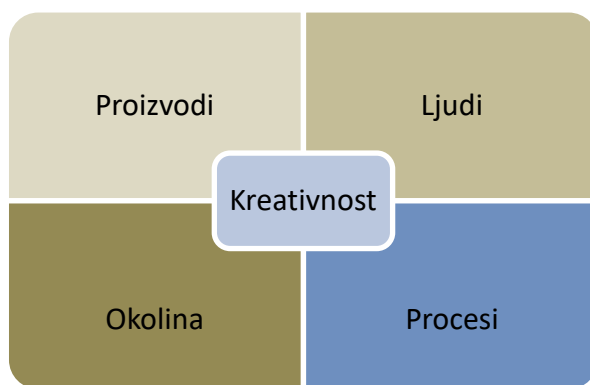 Proizvodi
Ljudi
Kreativnost
Okolina
Procesi